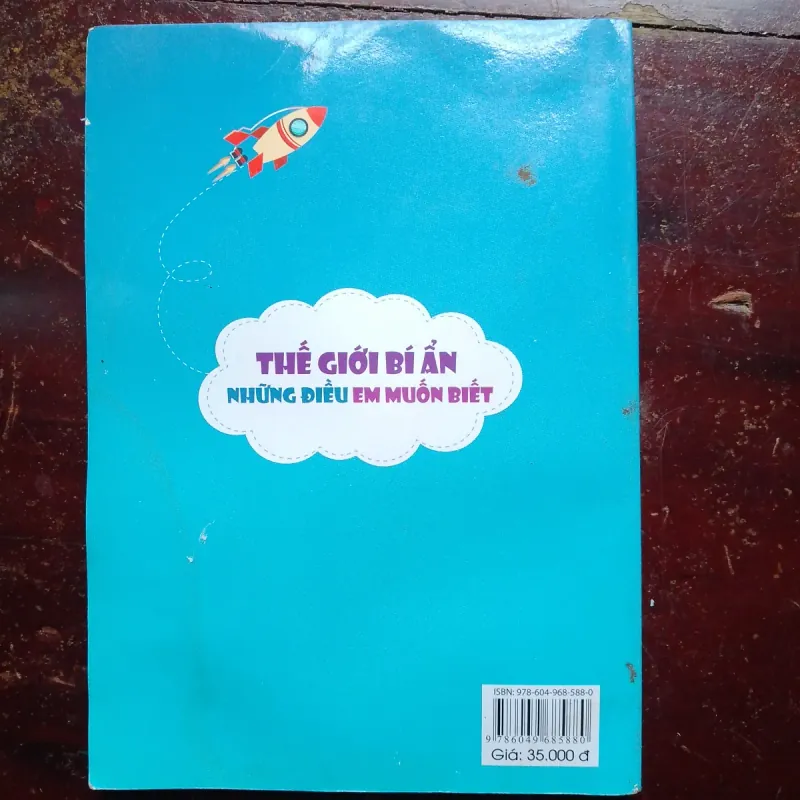 THẾ GIỚI BÍ ẨN
NHỮNG ĐIỀU EM MUỐN BIẾT
ISBN: 978-604-968-588-0
9 786049 685880
Giá: 35.000 đ